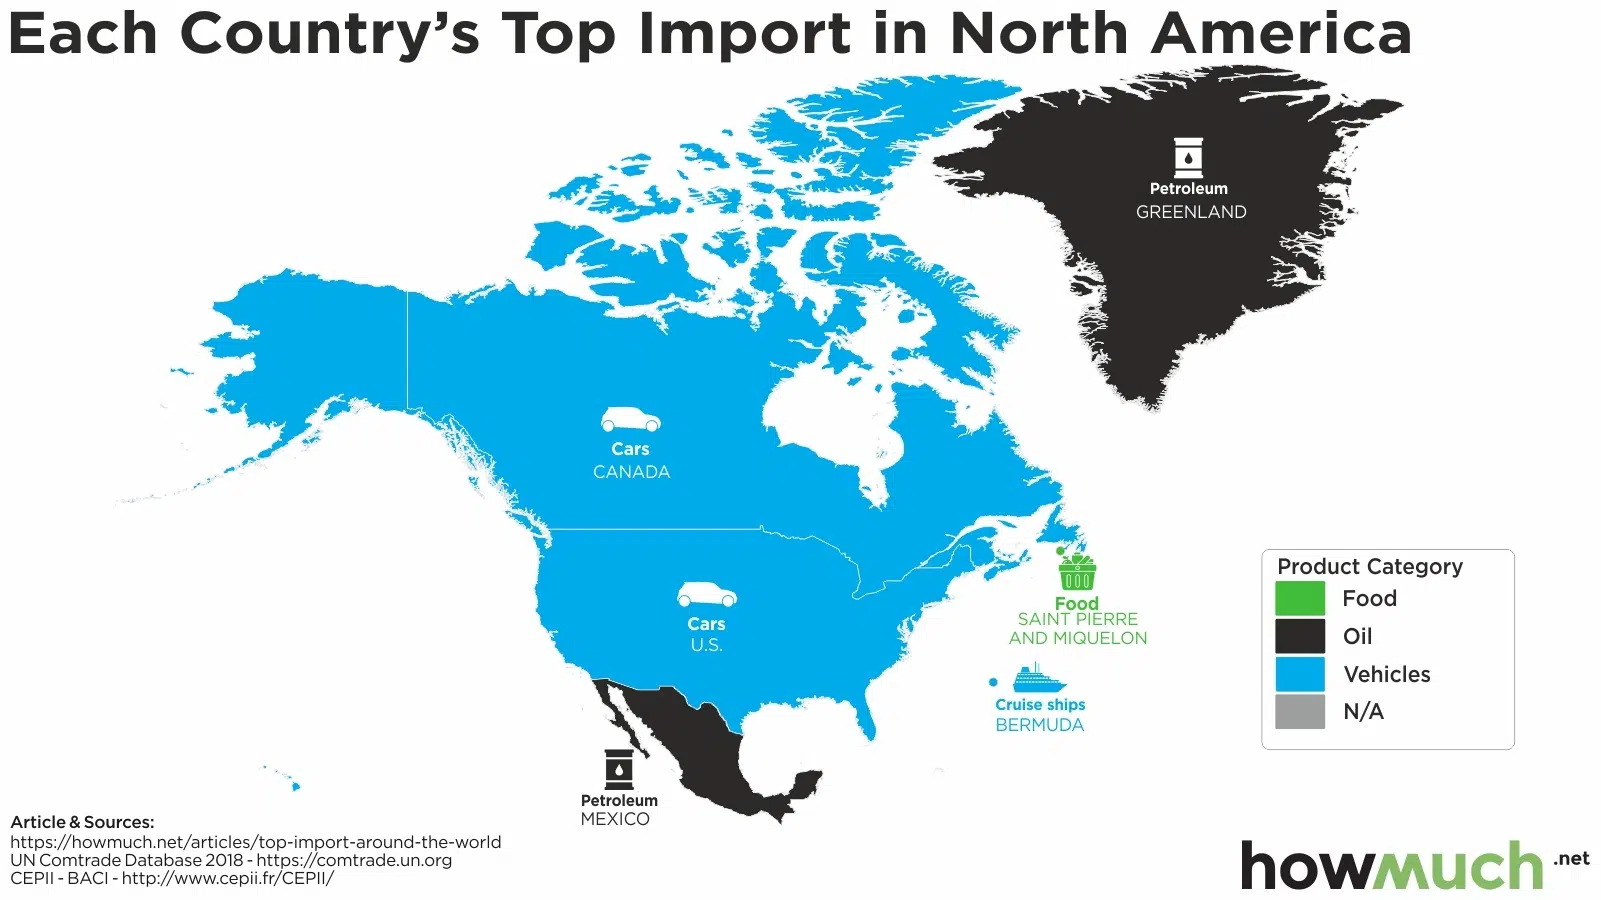 Each Country's Top Import in North America
Petroleum
GREENLAND
Cars
CANADA
Cars
U.S.
Food
SAINT PIERRE
AND MIQUELON
Cruise ships
BERMUDA
Petroleum
MEXICO
Product Category
Food
Oil
Vehicles
N/A
Article & Sources:
https://howmuch.net/articles/top-import-around-the-world
UN Comtrade Database 2018 - https://comtrade.un.org
CEPII - BACI - http://www.cepii.fr/CEPII/
howmuch.net